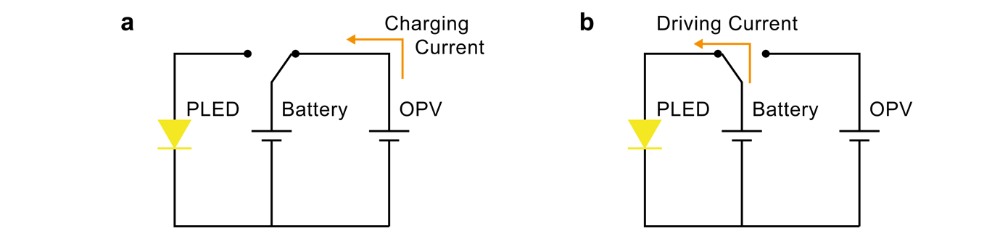 a
Charging
Current
PLED
Battery
OPV
b
Driving Current
PLED
Battery
OPV